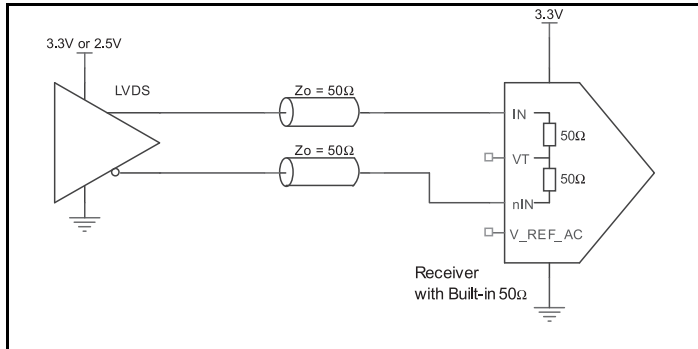 3.3V or 2.5V
LVDS
Zo = 50Ω
Zo = 50Ω
3.3V
IN
50Ω
VT
50Ω
nIN
V_REF_AC
Receiver
with Built-in 50Ω